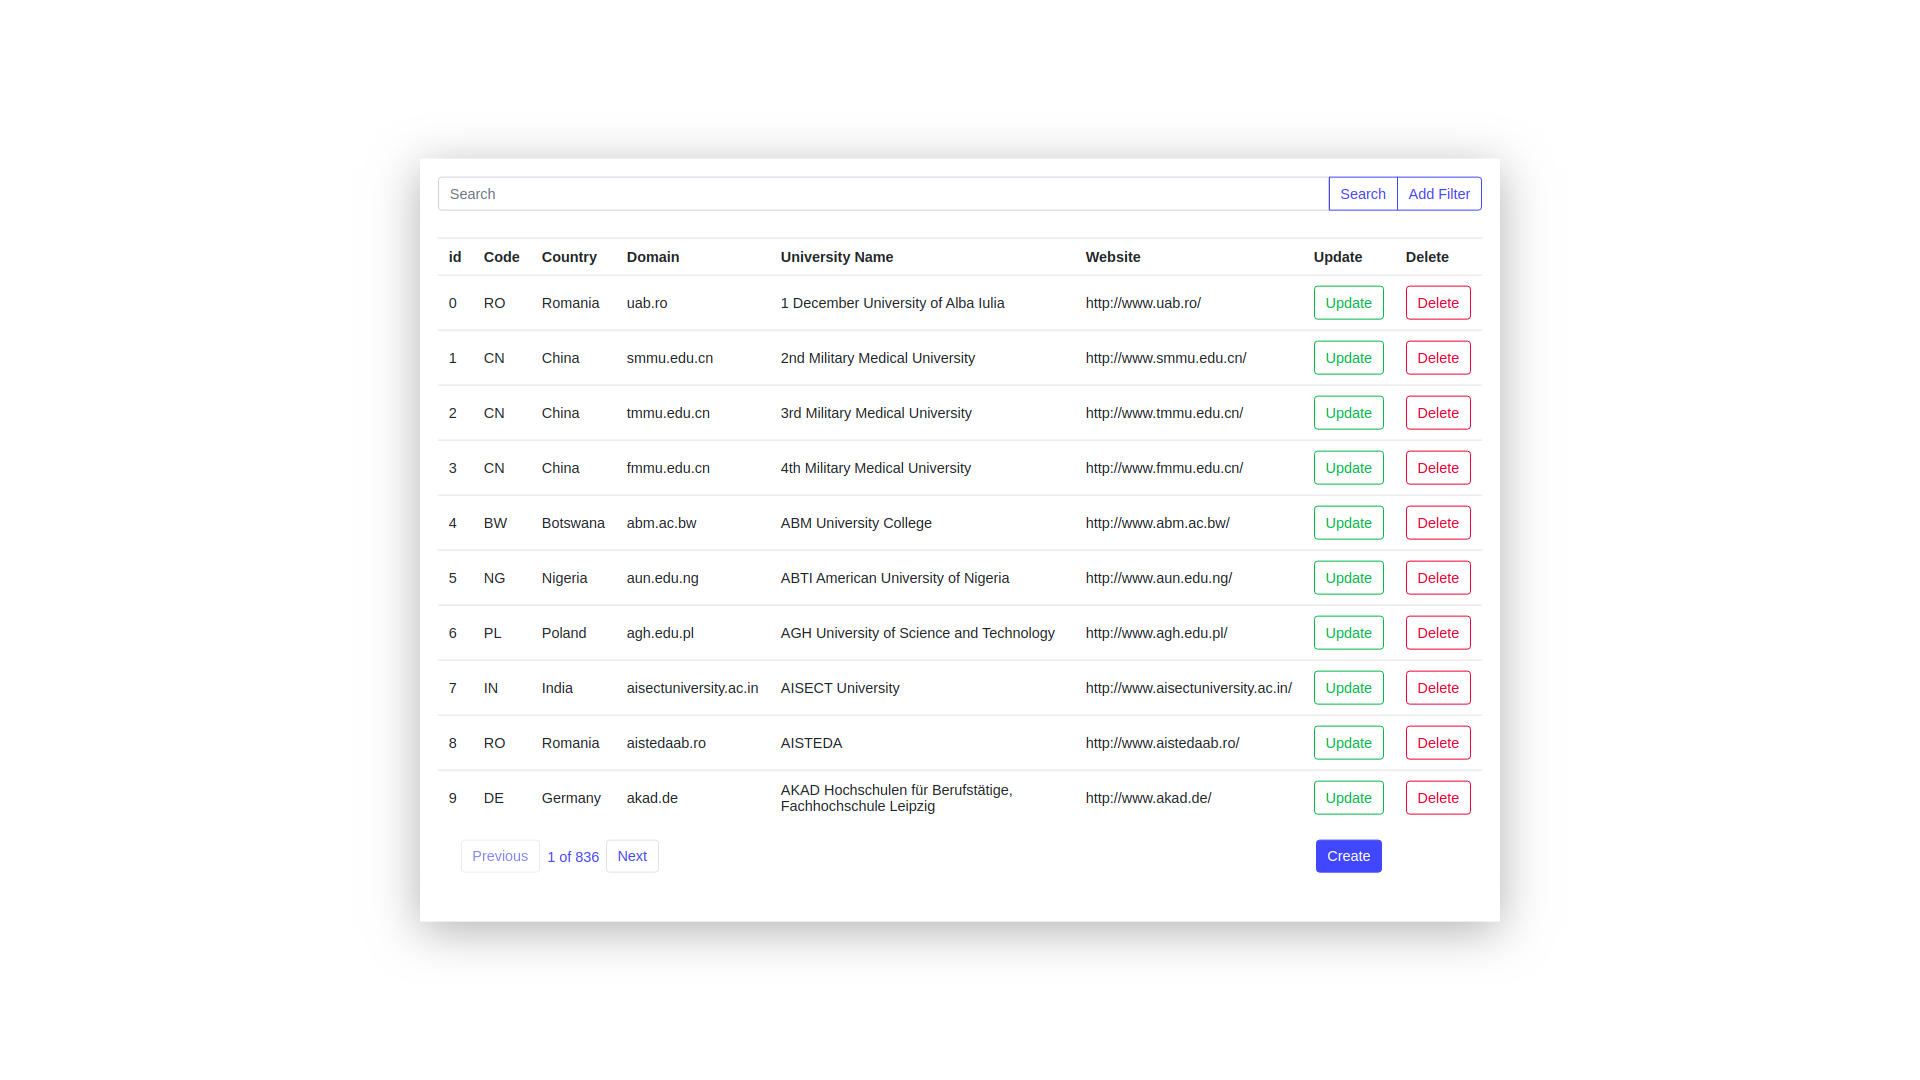 Search Search Add Filter
id Code Country Domain University Name Website Update Delete
0 RO Romania uab.ro 1 December University of Alba Iulia http://www.uab.ro/ Update Delete
1 CN China smmu.edu.cn 2nd Military Medical University http://www.smmu.edu.cn/ Update Delete
2 CN China tmmu.edu.cn 3rd Military Medical University http://www.tmmu.edu.cn/ Update Delete
3 CN China fmmu.edu.cn 4th Military Medical University http://www.fmmu.edu.cn/ Update Delete
4 BW Botswana abm.ac.bw ABM University College http://www.abm.ac.bw/ Update Delete
5 NG Nigeria aun.edu.ng ABTI American University of Nigeria http://www.aun.edu.ng/ Update Delete
6 PL Poland agh.edu.pl AGH University of Science and Technology http://www.agh.edu.pl/ Update Delete
7 IN India aisectuniversity.ac.in AISECT University http://www.aisectuniversity.ac.in/ Update Delete
8 RO Romania aistedaab.ro AISTEDA http://www.aistedaab.ro/ Update Delete
9 DE Germany akad.de AKAD Hochschulen für Berufstätige,
Fachhochschule Leipzig http://www.akad.de/ Update Delete
Previous 1 of 836 Next Create